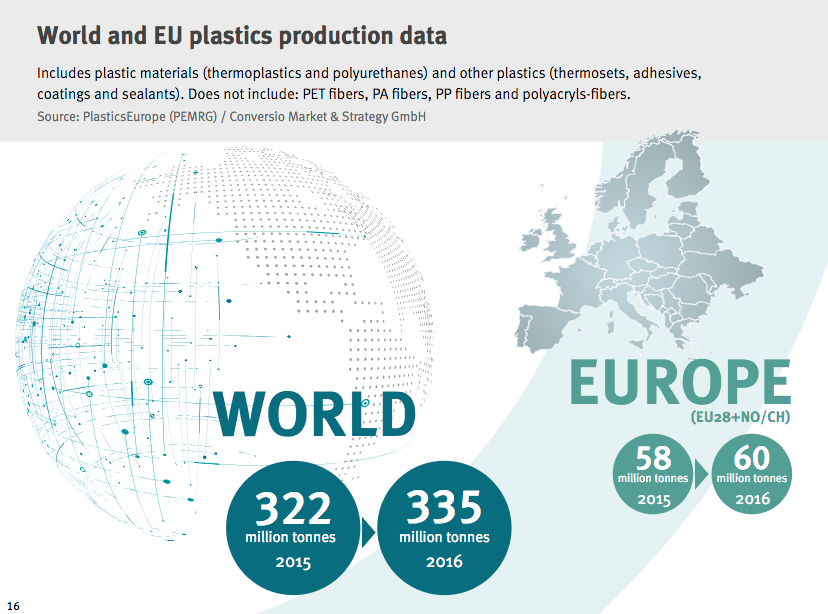 World and EU plastics production data
Includes plastic materials (thermoplastics and polyurethanes) and other plastics (thermosets, adhesives,
coatings and sealants). Does not include: PET fibers, PA fibers, PP fibers and polyacryls-fibers.
Source: PlasticsEurope (PEMRG) / Conversio Market & Strategy GmbH
WORLD
322
million tonnes
2015
335
million tonnes
2016
EUROPE
(EU28+NO/CH)
58
million tonnes
2015
60
million tonnes
2016
16